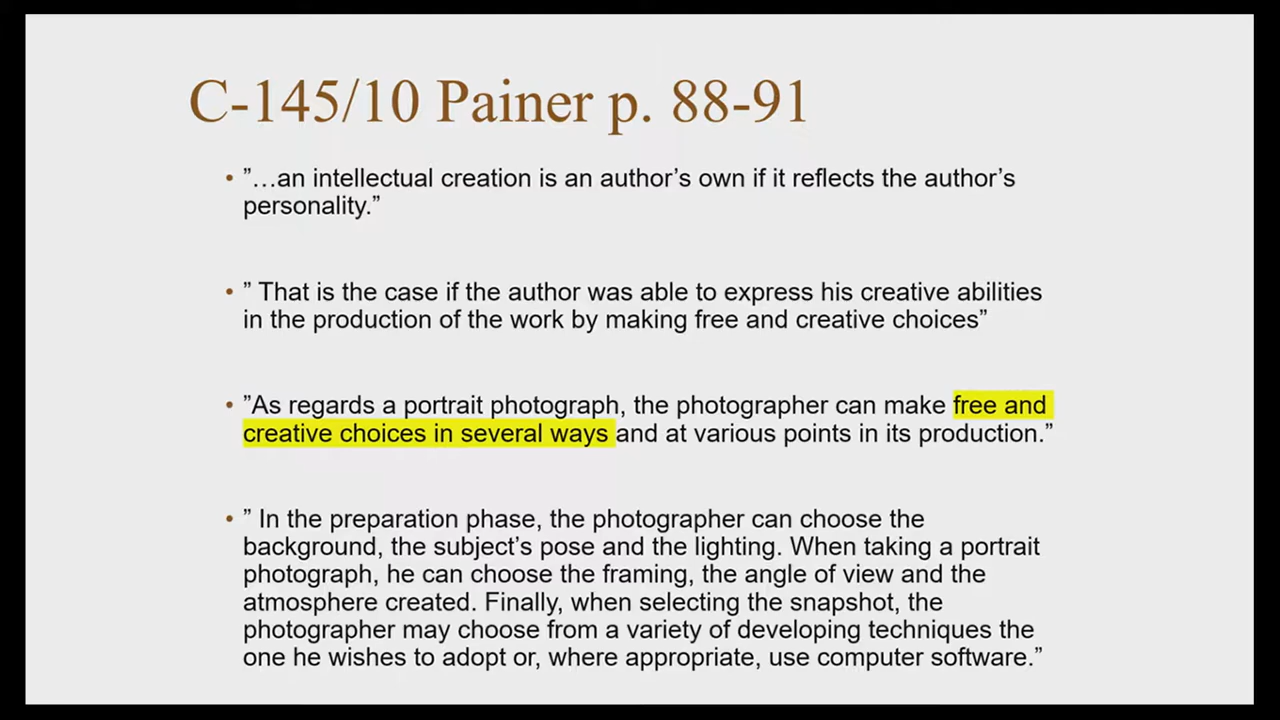 C-145/10 Painer p. 88-91
• ”…an intellectual creation is an author’s own if it reflects the author’s
personality.”
• ” That is the case if the author was able to express his creative abilities
in the production of the work by making free and creative choices”
• ”As regards a portrait photograph, the photographer can make free and
creative choices in several ways and at various points in its production.”
• ” In the preparation phase, the photographer can choose the
background, the subject’s pose and the lighting. When taking a portrait
photograph, he can choose the framing, the angle of view and the
atmosphere created. Finally, when selecting the snapshot, the
photographer may choose from a variety of developing techniques the
one he wishes to adopt or, where appropriate, use computer software.”